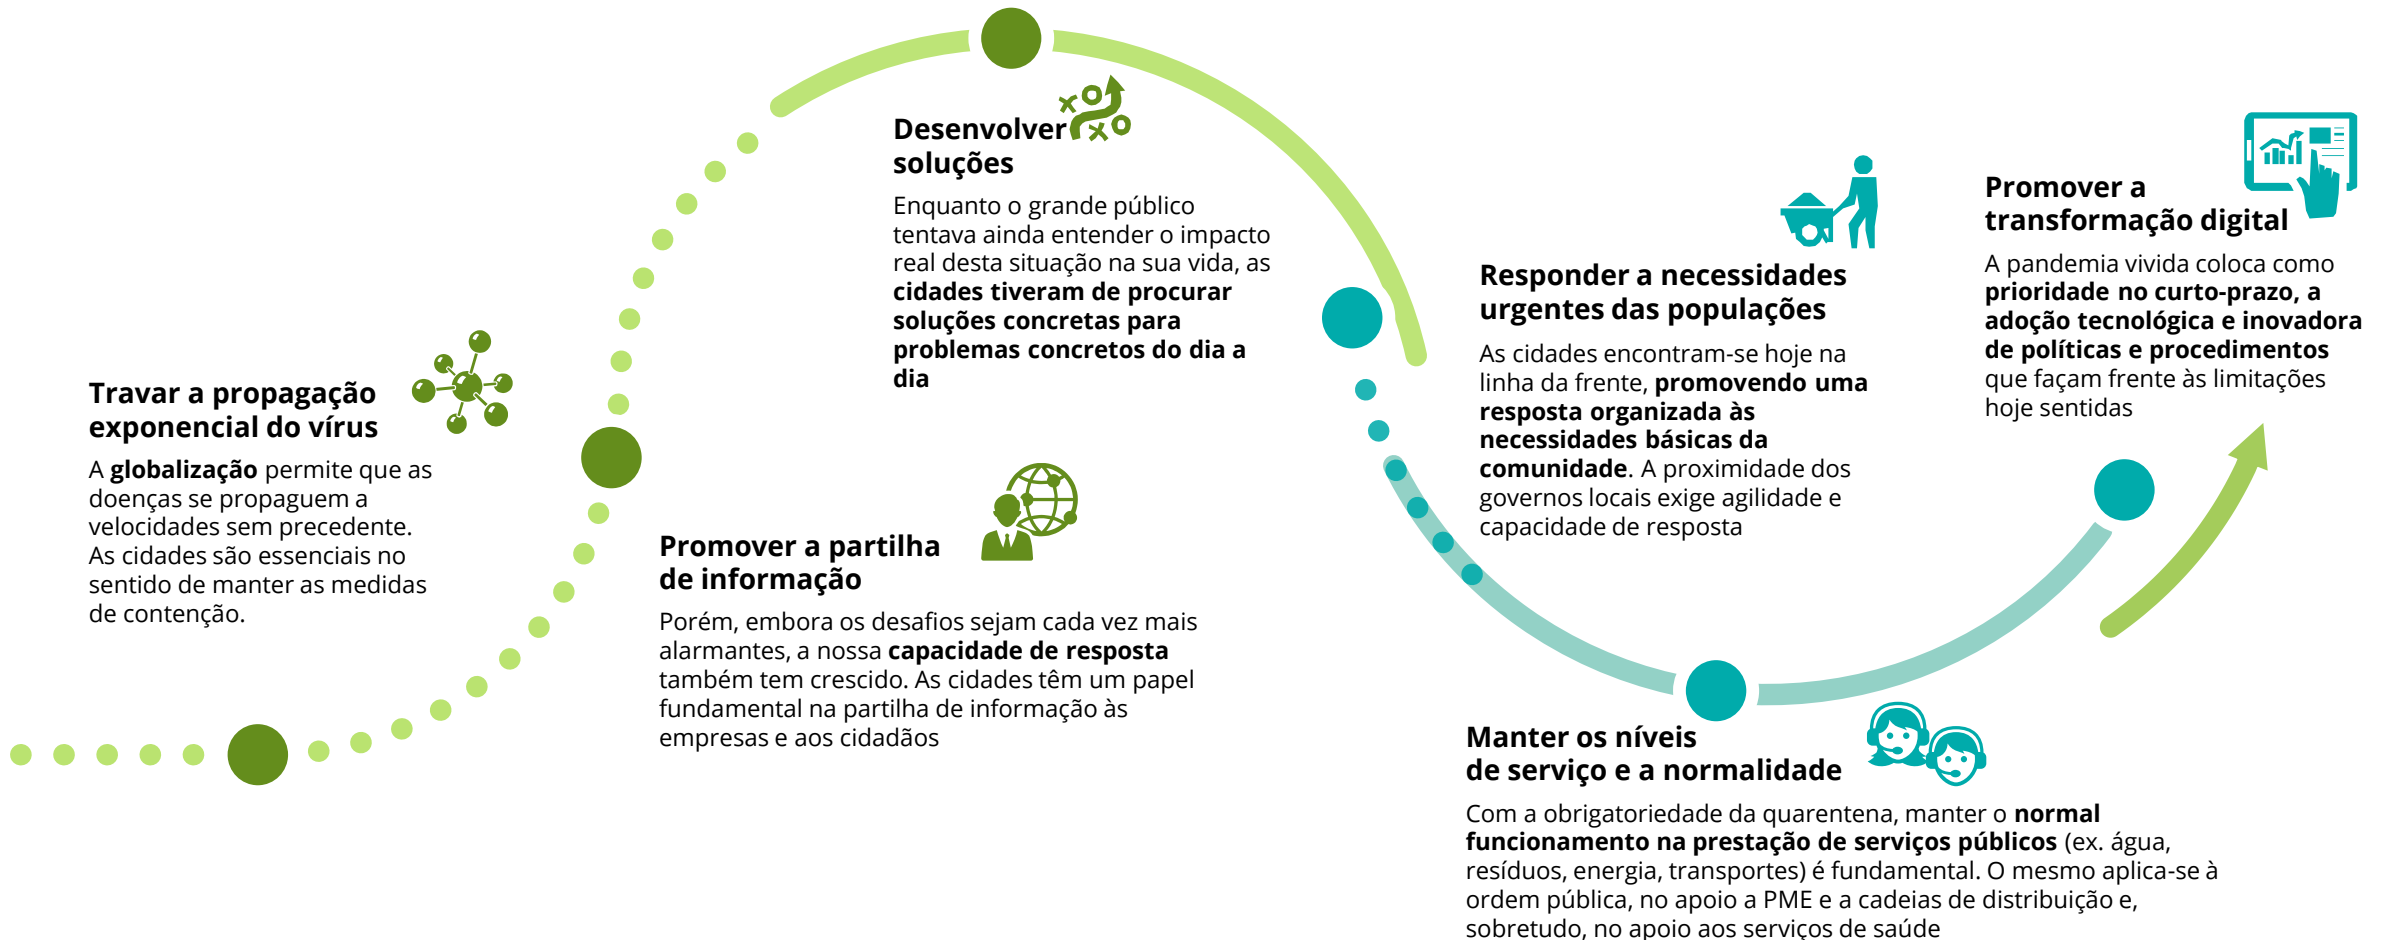 Travar a propagação
exponencial do vírus
A globalização permite que as
doenças se propaguem a
velocidades sem precedente.
As cidades são essenciais no
sentido de manter as medidas
de contenção.
Promover a partilha
de informação
Porém, embora os desafios sejam cada vez mais
alarmantes, a nossa capacidade de resposta
também tem crescido. As cidades têm um papel
fundamental na partilha de informação às
empresas e aos cidadãos
Desenvolver
soluções
Enquanto o grande público
tentava ainda entender o impacto
real desta situação na sua vida, as
cidades tiveram de procurar
soluções concretas para
problemas concretos do dia a
dia
Responder a necessidades
urgentes das populações
As cidades encontram-se hoje na
linha da frente, promovendo uma
resposta organizada às
necessidades básicas da
comunidade. A proximidade dos
governos locais exige agilidade e
capacidade de resposta
Manter os níveis
de serviço e a normalidade
Com a obrigatoriedade da quarentena, manter o normal
funcionamento na prestação de serviços públicos (ex. água,
resíduos, energia, transportes) é fundamental. O mesmo aplica-se à
ordem pública, no apoio a PME e a cadeias de distribuição e,
sobretudo, no apoio aos serviços de saúde
Promover a
transformação digital
A pandemia vivida coloca como
prioridade no curto-prazo, a
adoção tecnológica e inovadora
de políticas e procedimentos
que façam frente às limitações
hoje sentidas